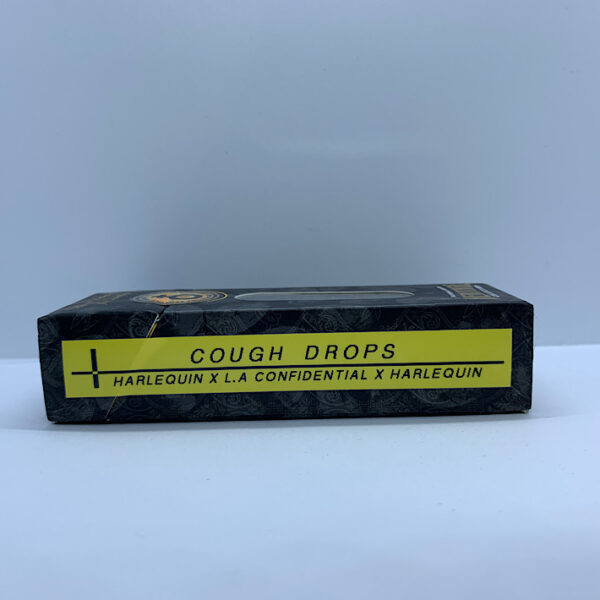 COUGH DROPS
HARLEQUIN X L.A CONFIDENTIAL X HARLEQUIN